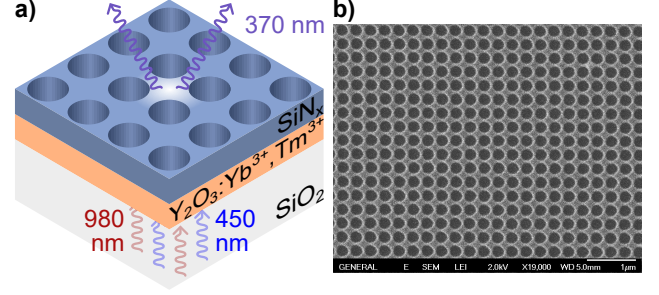 a)
370 nm
SiNₓ
Y₂O₃:Yb³⁺,Tm³⁺
SiO₂
980
nm
450
nm
b)
GENERAL E SEM LEI 2.0kV X19,000 WD 5.0mm 1μm